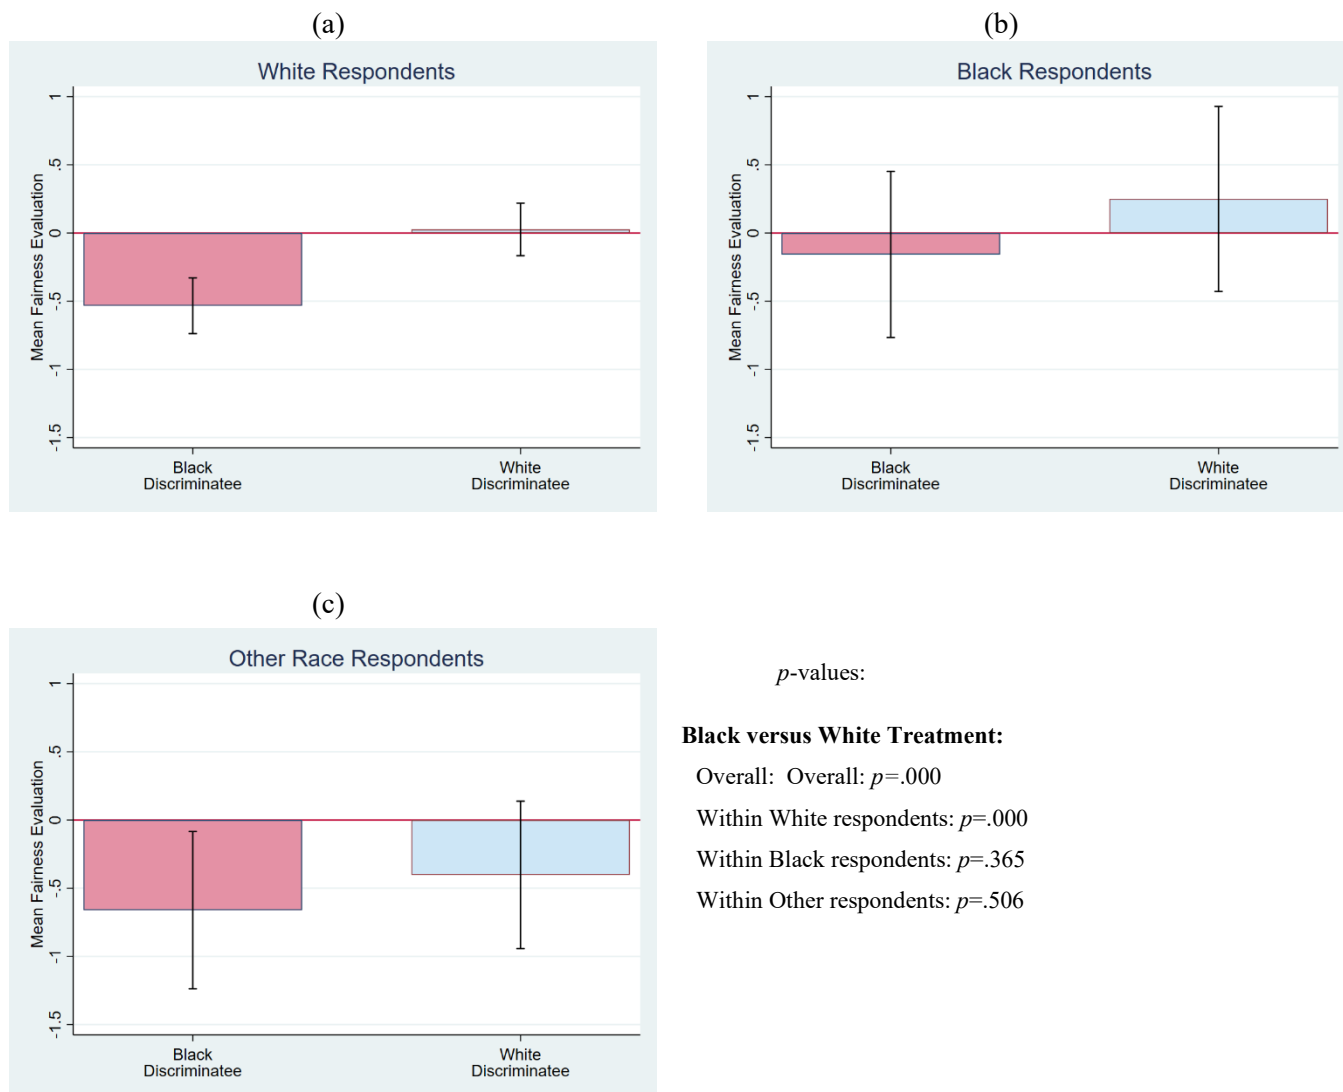 (a)
White Respondents
Mean Fairness Evaluation
1
.5
0
-.5
-1
-1.5
Black
Discriminatee
White
Discriminatee
(b)
Black Respondents
Mean Fairness Evaluation
1
.5
0
-.5
-1
-1.5
Black
Discriminatee
White
Discriminatee
(c)
Other Race Respondents
Mean Fairness Evaluation
1
.5
0
-.5
-1
-1.5
Black
Discriminatee
White
Discriminatee
p-values:
Black versus White Treatment:
Overall: Overall: p=.000
Within White respondents: p=.000
Within Black respondents: p=.365
Within Other respondents: p=.506